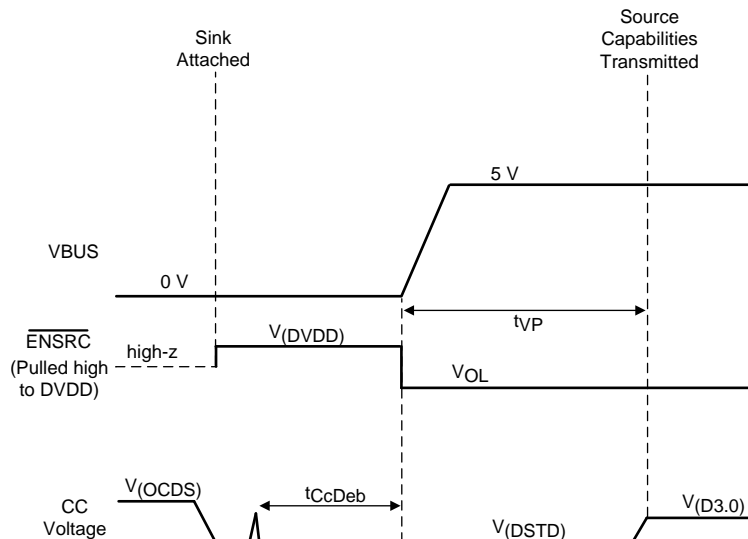 Sink
Attached
Source
Capabilities
Transmitted
5 V
VBUS
0 V
tVP
ENSRC
(Pulled high
to DVDD)
high-z
V(DVDD)
VOL
CC
Voltage
V(OCDS)
tCcDeb
V(DSTD)
V(D3.0)